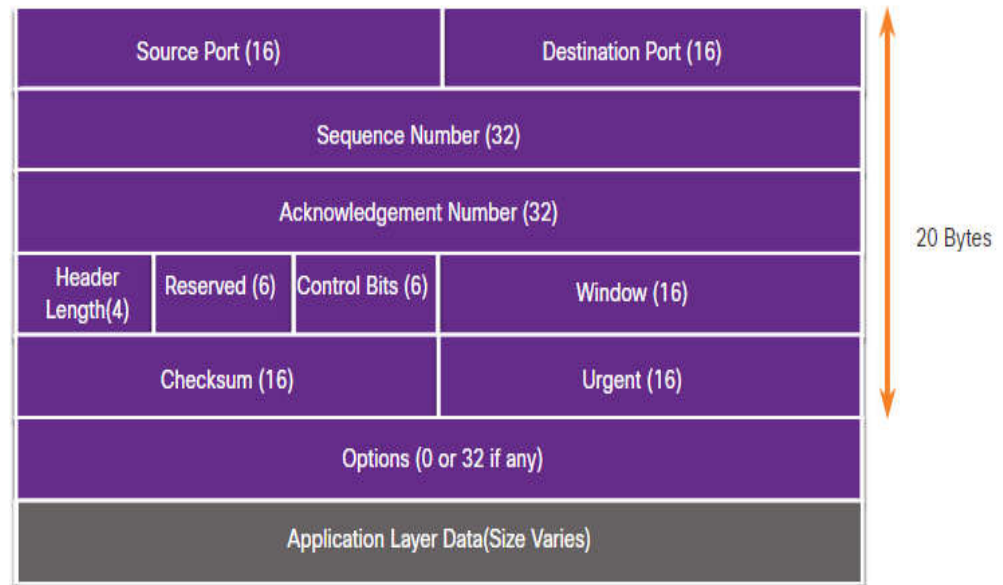 Source Port (16)
Destination Port (16)
Sequence Number (32)
Acknowledgement Number (32)
20 Bytes
Header
Length(4)
Reserved (6)
Control Bits (6)
Window (16)
Checksum (16)
Urgent (16)
Options (0 or 32 if any)
Application Layer Data(Size Varies)